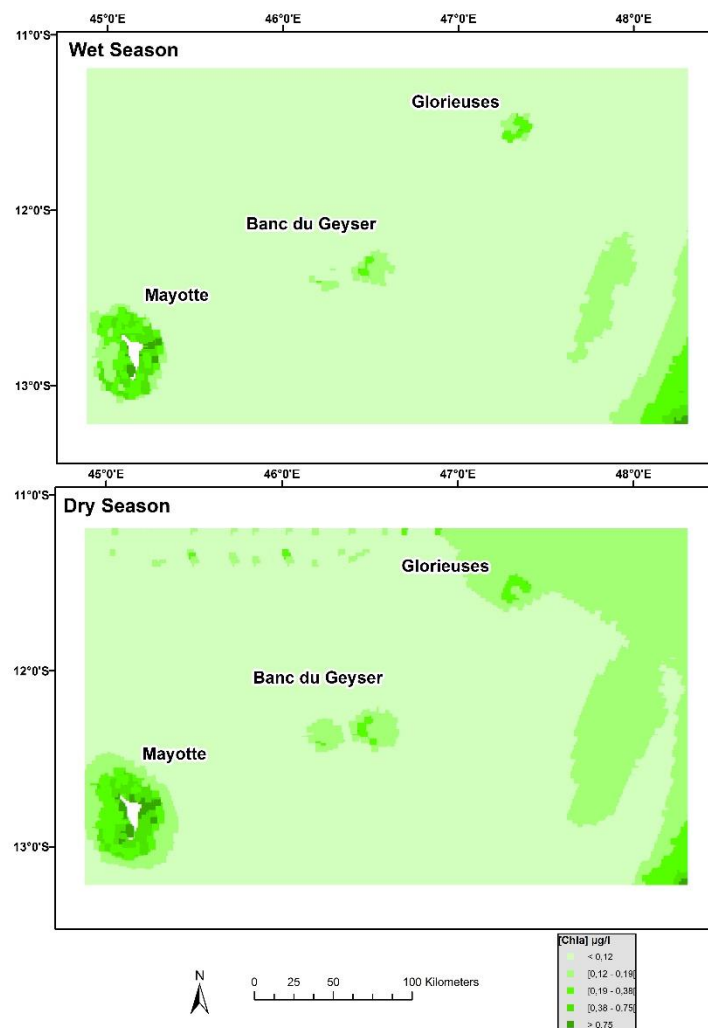 45°0'E 46°0'E 47°0'E 48°0'E
11°0'S
Wet Season
Glorieuses
12°0'S
Banc du Geyser
Mayotte
13°0'S
45°0'E 46°0'E 47°0'E 48°0'E
11°0'S
Dry Season
Glorieuses
12°0'S
Banc du Geyser
Mayotte
13°0'S
[Chla] µg/l
< 0,12
[0,12 - 0,19[
[0,19 - 0,38[
[0,38 - 0,75[
> 0,75
N
0 25 50 100 Kilometers